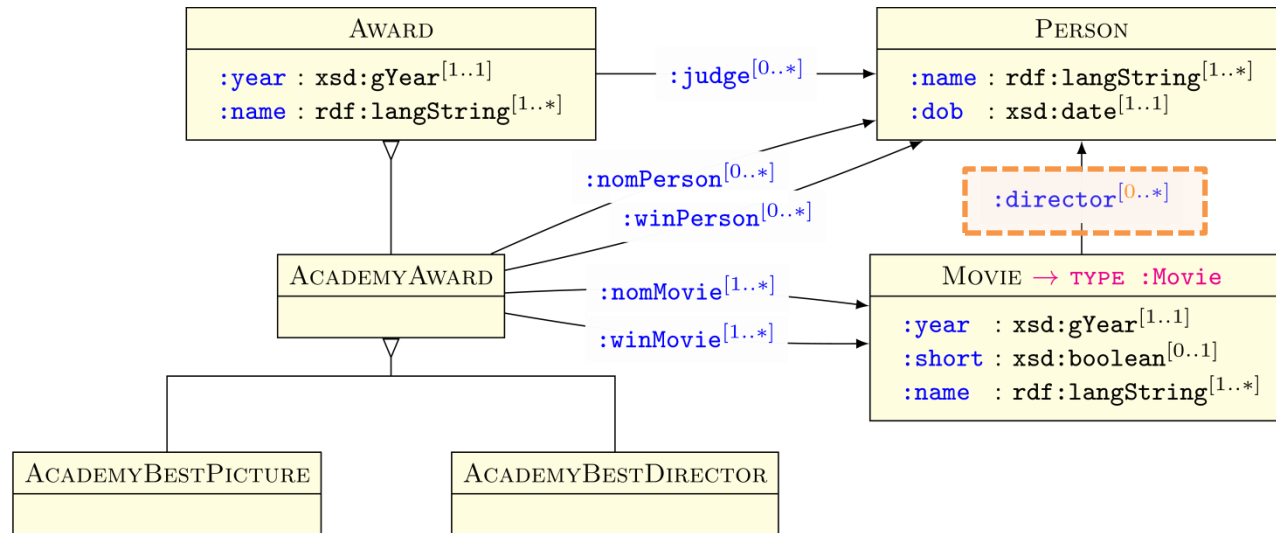 AWARD
:year : xsd:gYear[1..1]
:name : rdf:langString[1..*]
:judge[0..*]
PERSON
:name : rdf:langString[1..*]
:dob : xsd:date[1..1]
:nomPerson[0..*]
:winPerson[0..*]
:director[0..*]
ACADEMYAWARD
:nomMovie[1..*]
:winMovie[1..*]
MOVIE → TYPE :Movie
:year : xsd:gYear[1..1]
:short : xsd:boolean[0..1]
:name : rdf:langString[1..*]
ACADEMYBESTPICTURE
ACADEMYBESTDIRECTOR